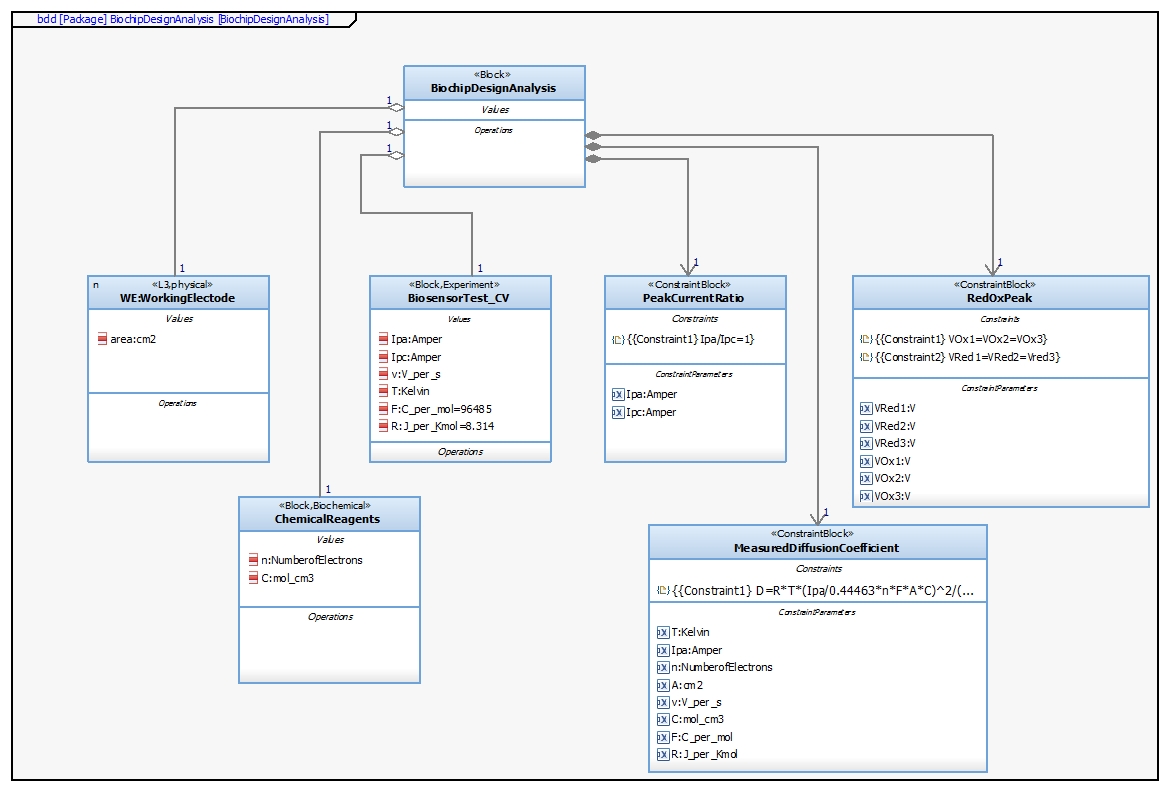 bdd [Package] BiochipDesignAnalysis [BiochipDesignAnalysis]
«Block»
BiochipDesignAnalysis
Values
Operations
1
1
1
1
n
«L3,physical»
WE:WorkingElectode
Values
area:cm2
Operations
1
«Block,Experiment»
BiosensorTest_CV
Values
Ipa:Amper
Ipc:Amper
v:V_per_s
T:Kelvin
F:C_per_mol=96485
R:J_per_Kmol=8.314
Operations
1
«ConstraintBlock»
PeakCurrentRatio
Constraints
{{Constraint1} Ipa/Ipc=1}
ConstraintParameters
Ipa:Amper
Ipc:Amper
1
«ConstraintBlock»
RedOxPeak
Constraints
{{Constraint1} VOx1=VOx2=VOx3}
{{Constraint2} VRed1=VRed2=Vred3}
ConstraintParameters
VRed1:V
VRed2:V
VRed3:V
VOx1:V
VOx2:V
VOx3:V
1
«Block,Biochemical»
ChemicalReagents
Values
n:NumberofElectrons
C:mol_cm3
Operations
1
«ConstraintBlock»
MeasuredDiffusionCoefficient
Constraints
{{Constraint1} D=R*T*(Ipa/0.44463*n*F*A*C)^2/(...
ConstraintParameters
T:Kelvin
Ipa:Amper
n:NumberofElectrons
A:cm2
v:V_per_s
C:mol_cm3
F:C_per_mol
R:J_per_Kmol